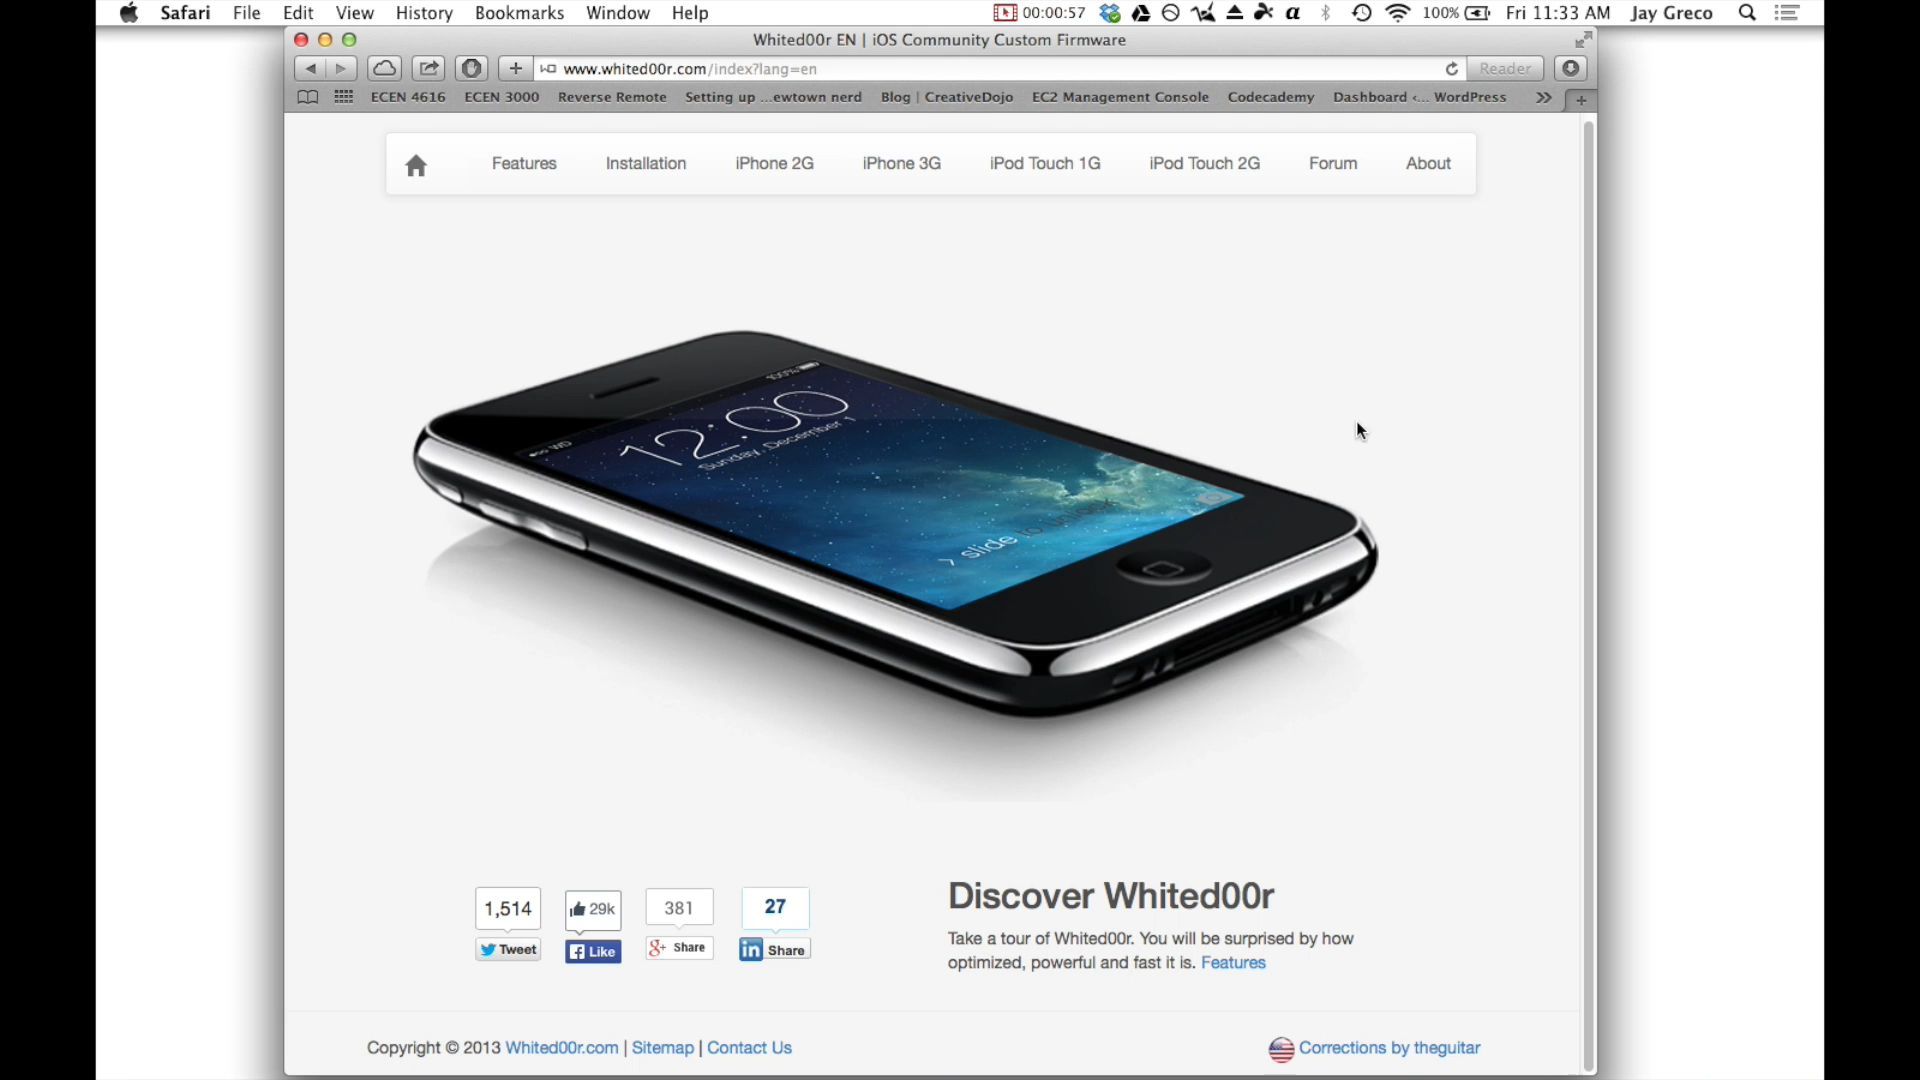 Safari File Edit View History Bookmarks Window Help 00:00:57 a 100% Fri 11:33 AM Jay Greco
Whited00r EN | iOS Community Custom Firmware
www.whited00r.com/index?lang=en Reader
ECEN 4616 ECEN 3000 Reverse Remote Setting up ...ewtown nerd Blog | CreativeDojo EC2 Management Console Codecademy Dashboard ‹... WordPress
Features Installation iPhone 2G iPhone 3G iPod Touch 1G iPod Touch 2G Forum About
100%
WD
12:00
Sunday, December 1
> slide to unlock
1,514 29k 381 27
Tweet Like Share Share
Discover Whited00r
Take a tour of Whited00r. You will be surprised by how
optimized, powerful and fast it is. Features
Copyright © 2013 Whited00r.com | Sitemap | Contact Us
Corrections by theguitar